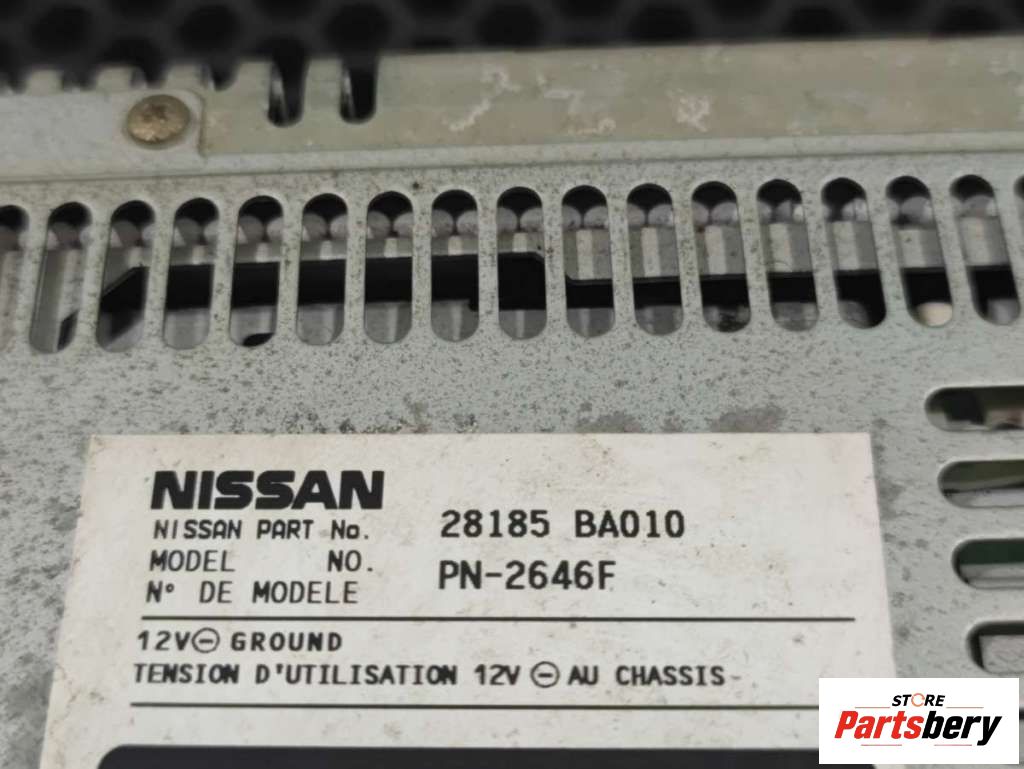 NISSAN
NISSAN PART No. 28185 BA010
MODEL NO. PN-2646F
N° DE MODELE
12V⊖ GROUND
TENSION D'UTILISATION 12V ⊖ AU CHASSIS
STORE
Partsbery